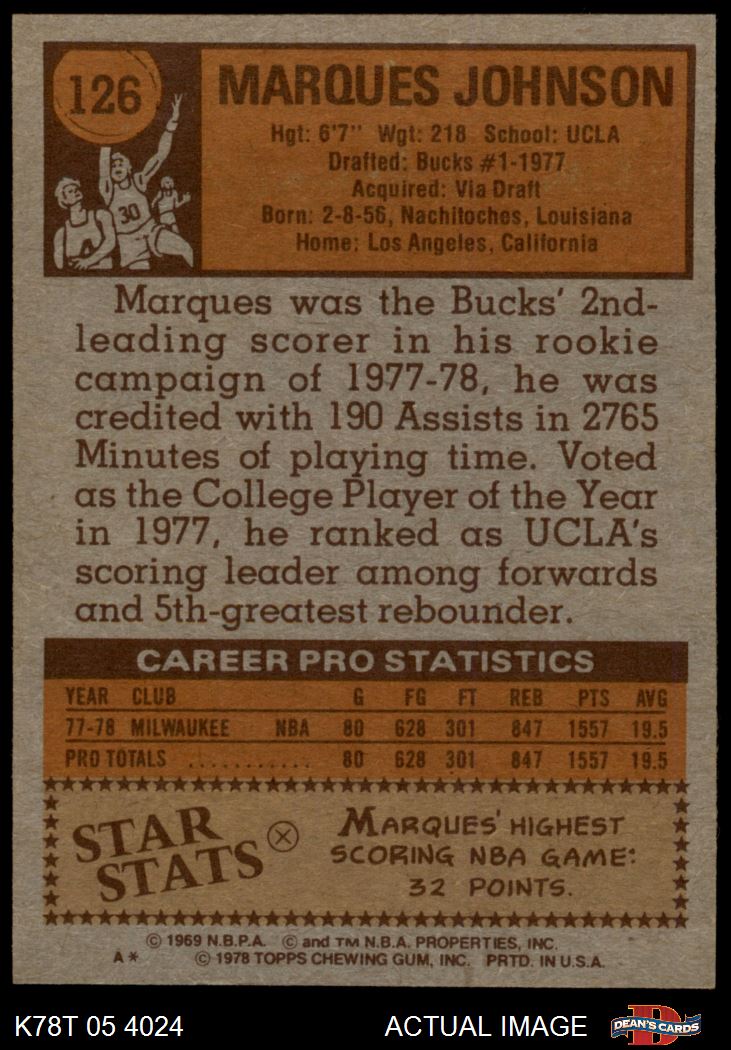 126
MARQUES JOHNSON
Hgt: 6'7" Wgt: 218 School: UCLA
Drafted: Bucks #1-1977
Acquired: Via Draft
Born: 2-8-56, Nachitoches, Louisiana
Home: Los Angeles, California
30
4
Marques was the Bucks' 2nd-
leading scorer in his rookie
campaign of 1977-78, he was
credited with 190 Assists in 2765
Minutes of playing time. Voted
as the College Player of the Year
in 1977, he ranked as UCLA's
scoring leader among forwards
and 5th-greatest rebounder.
CAREER PRO STATISTICS
YEAR CLUB G FG FT REB PTS AVG
77-78 MILWAUKEE NBA 80 628 301 847 1557 19.5
PRO TOTALS ........... 80 628 301 847 1557 19.5
STAR
STATS
MARQUES' HIGHEST
SCORING NBA GAME:
32 POINTS.
© 1969 N.B.P.A. © and TM N.B.A. PROPERTIES, INC.
A* © 1978 TOPPS CHEWING GUM, INC. PRTD. IN U.S.A.
K78T 05 4024 ACTUAL IMAGE
D
DEAN'S CARDS